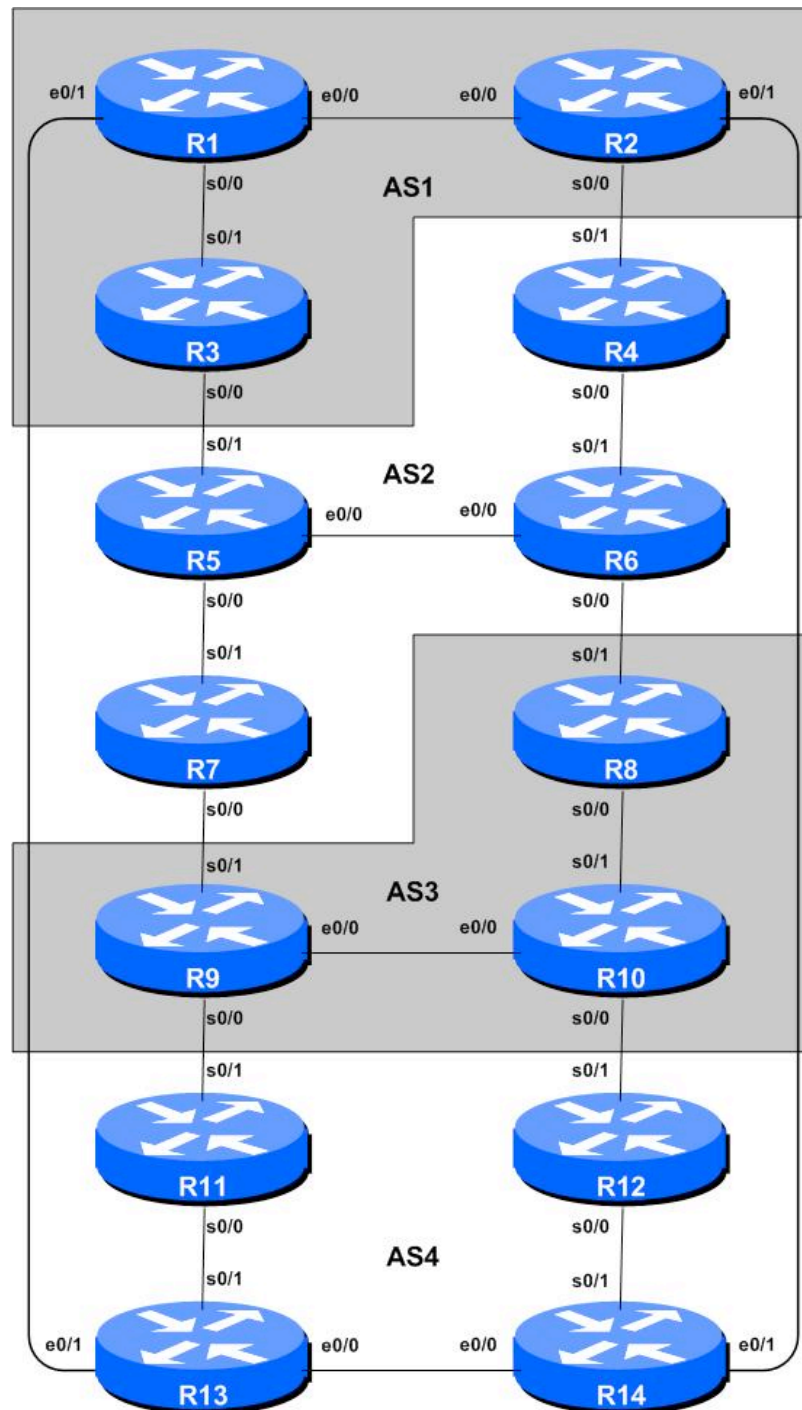 e0/1 e0/0 e0/0 e0/1
R1 R2
s0/0 AS1 s0/0
s0/1 s0/1
R3 R4
s0/0 s0/0
s0/1 AS2 s0/1
e0/0 e0/0
R5 R6
s0/0 s0/0
s0/1 s0/1
R7 R8
s0/0 s0/0
s0/1 AS3 s0/1
e0/0 e0/0
R9 R10
s0/0 s0/0
s0/1 s0/1
R11 R12
s0/0 AS4 s0/0
s0/1 s0/1
e0/1 e0/0 e0/0 e0/1
R13 R14